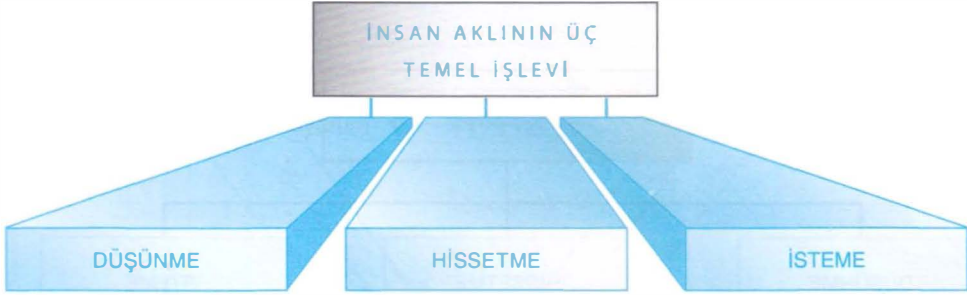 İNSAN AKLININ ÜÇ
TEMEL İŞLEVİ
DÜŞÜNME
HİSSETME
İSTEME